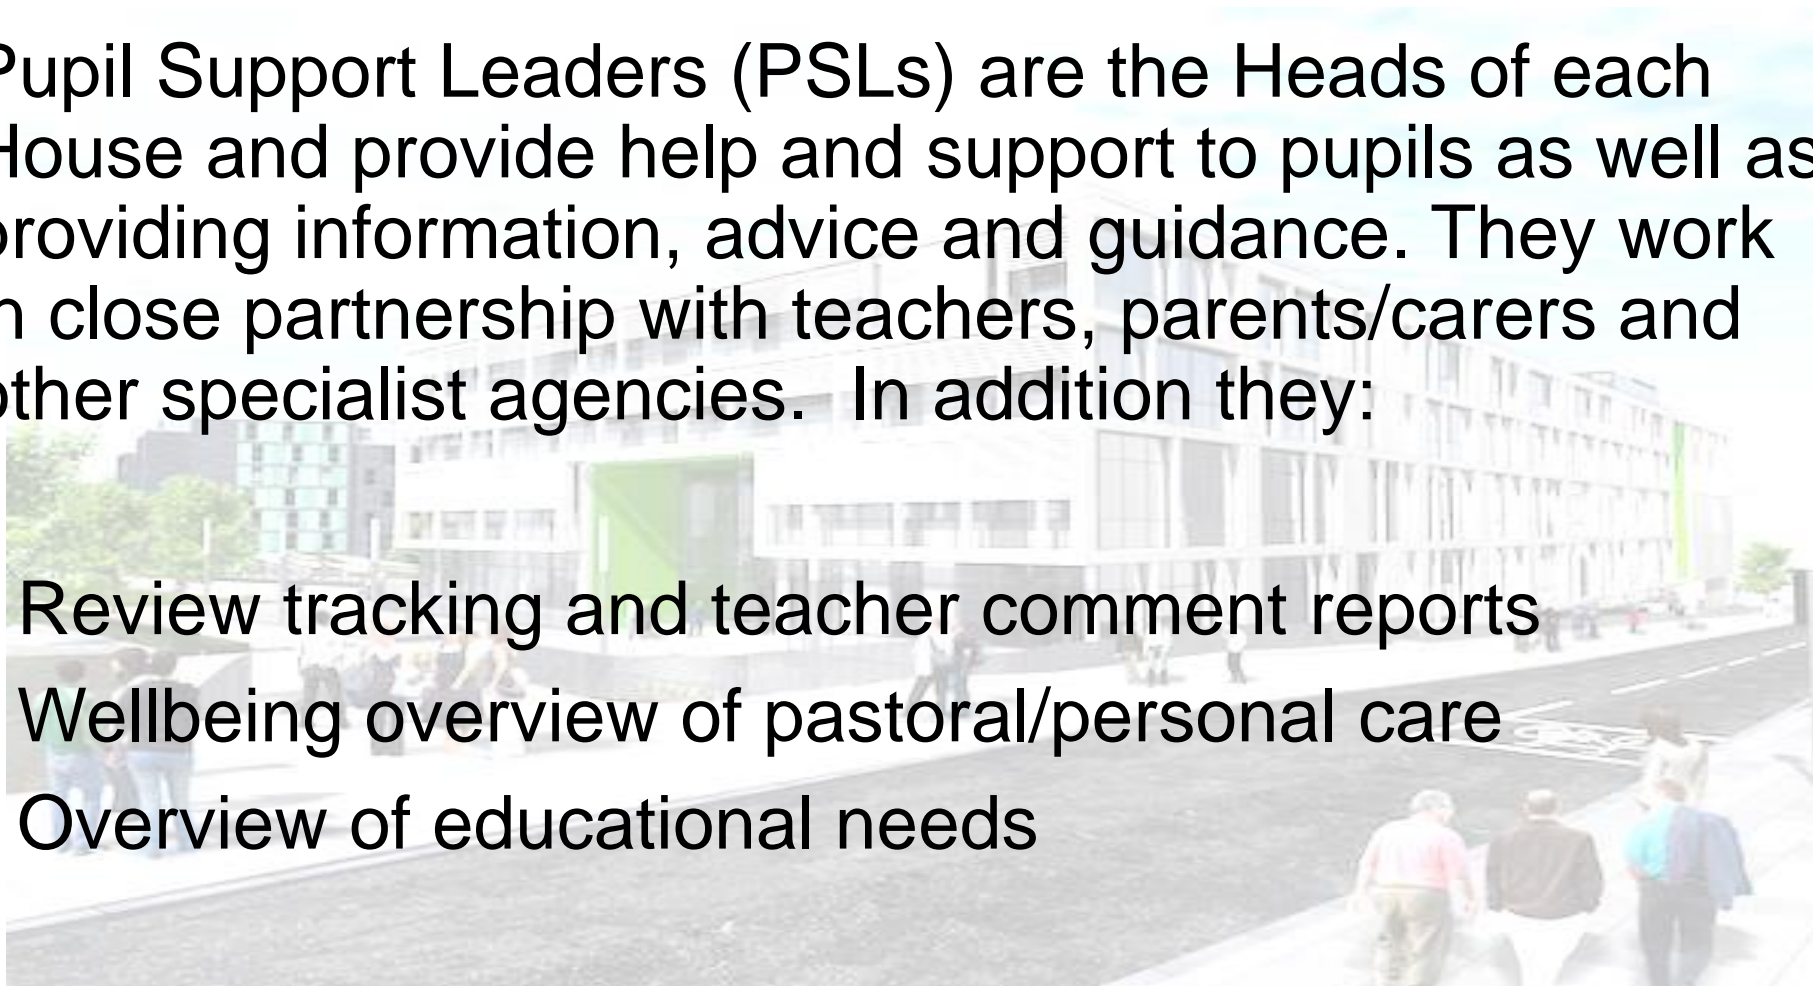 Pupil Support Leaders (PSLs) are the Heads of each
House and provide help and support to pupils as well as
providing information, advice and guidance. They work
in close partnership with teachers, parents/carers and
other specialist agencies.  In addition they:
Review tracking and teacher comment reports
Wellbeing overview of pastoral/personal care
Overview of educational needs